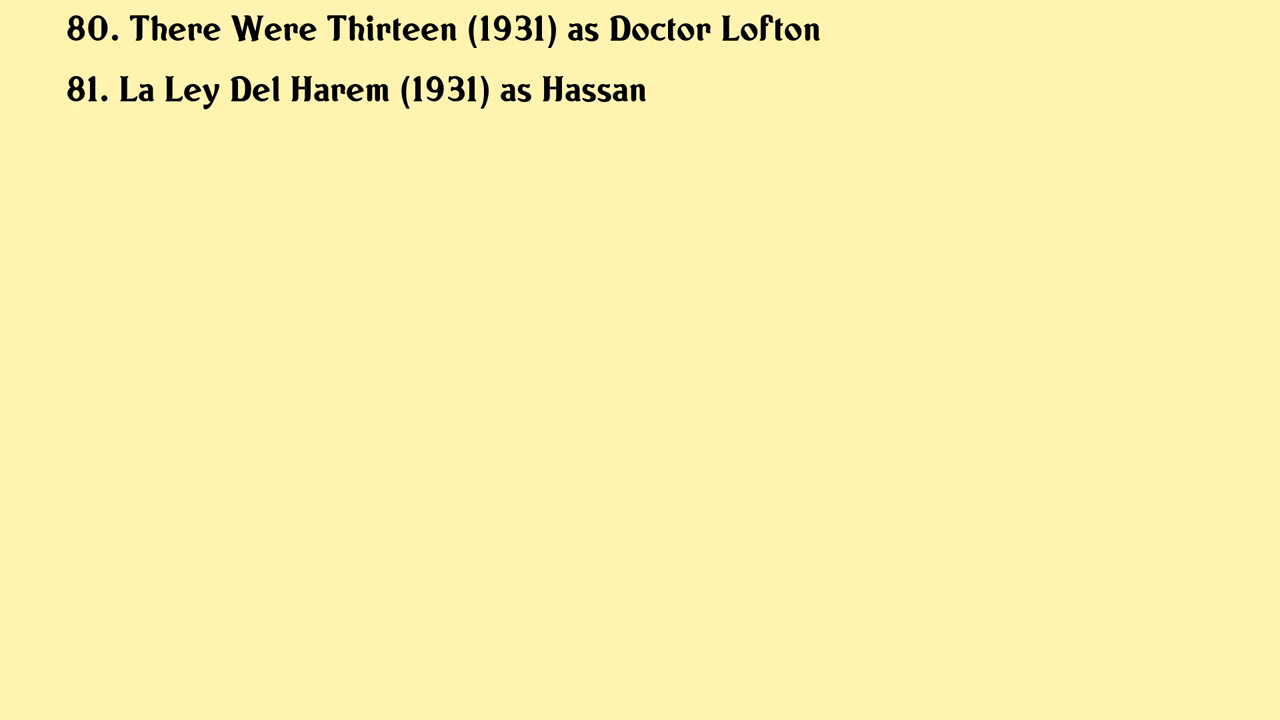 80. There Were Thirteen (1931) as Doctor Lofton
81. La Ley Del Harem (1931) as Hassan